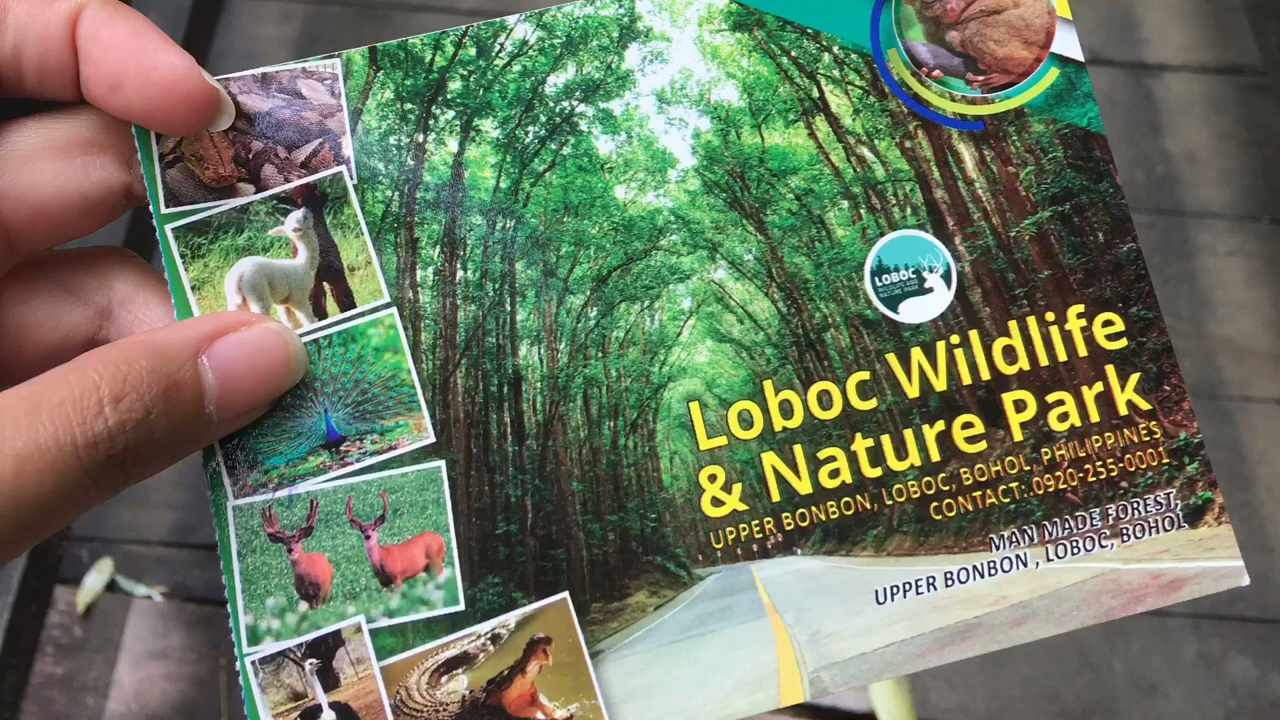 LOBOC
WILDLIFE AND
NATURE PARK
Loboc Wildlife
& Nature Park
UPPER BONBON, LOBOC, BOHOL, PHILIPPINES
CONTACT:.0920-255-0001
MAN MADE FOREST,
UPPER BONBON , LOBOC, BOHOL